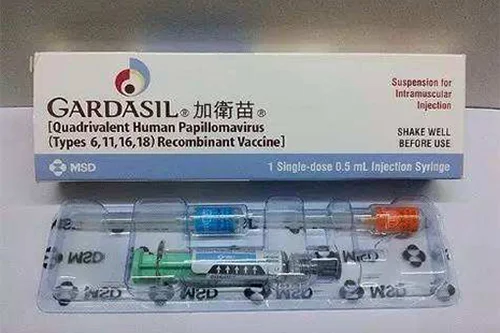 GARDASIL® 加衛苗®
[Quadrivalent Human Papillomavirus
(Types 6,11,16,18) Recombinant Vaccine]
Suspension for
Intramuscular
Injection
SHAKE WELL
BEFORE USE
MSD
1 Single-dose 0.5 mL Injection Syringe
MSD
MSD
MSD
MSD